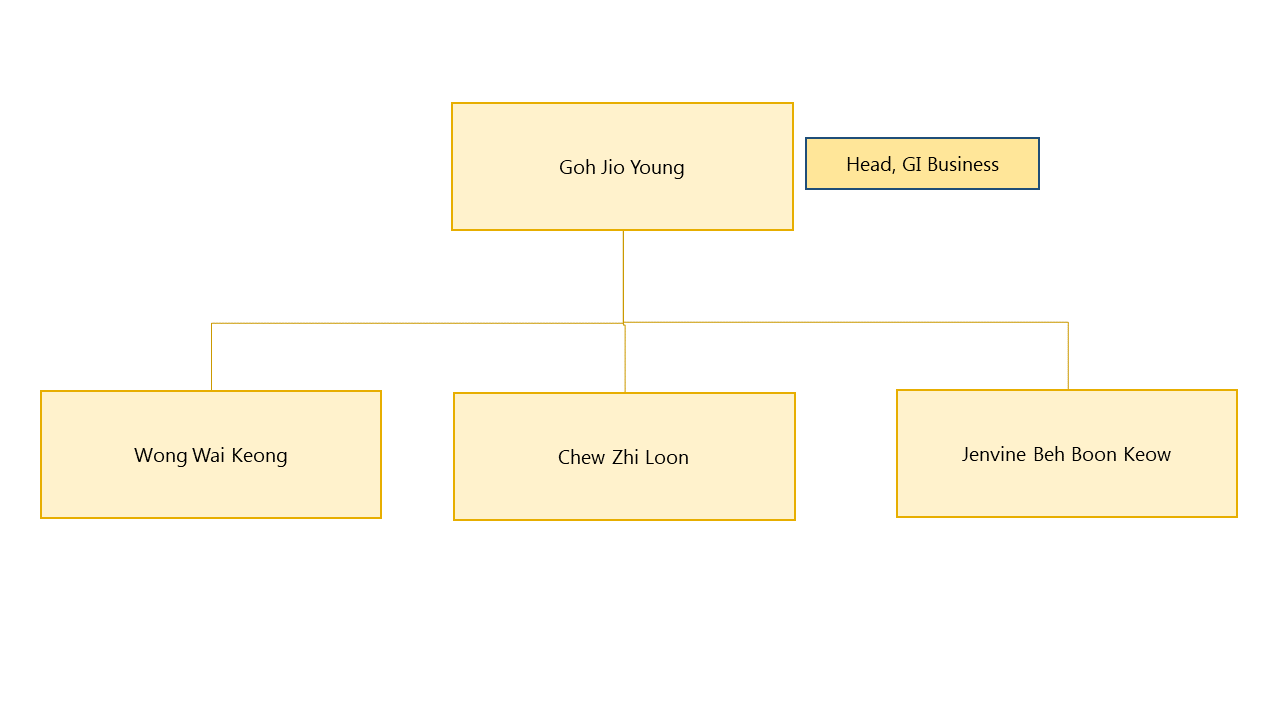 Goh Jio Young
Head, GI Business
Wong Wai Keong
Chew Zhi Loon
Jenvine Beh Boon Keow